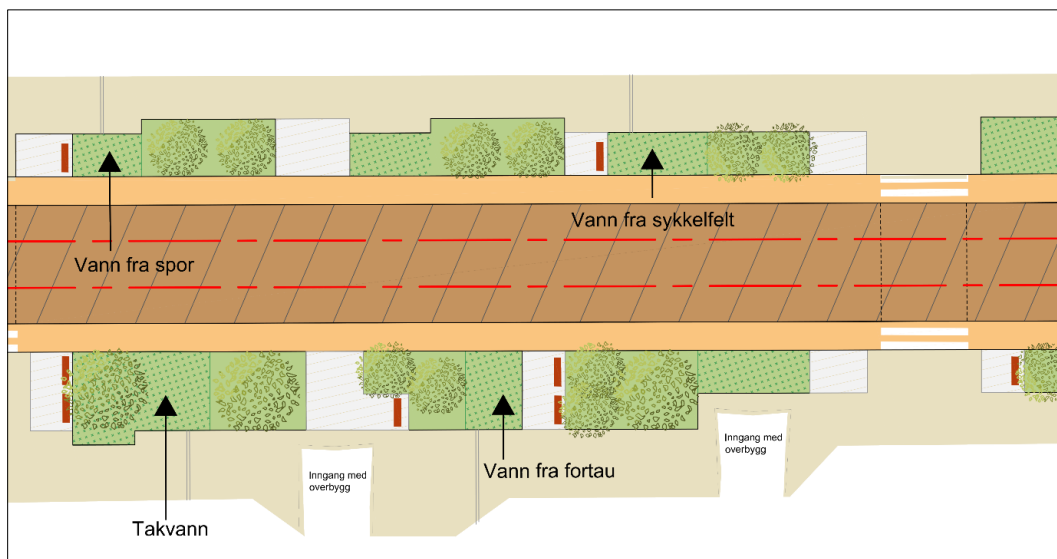 Vann fra sykkelfelt
Vann fra spor
Inngang med
overbygg
Inngang med
overbygg
Vann fra fortau
Takvann